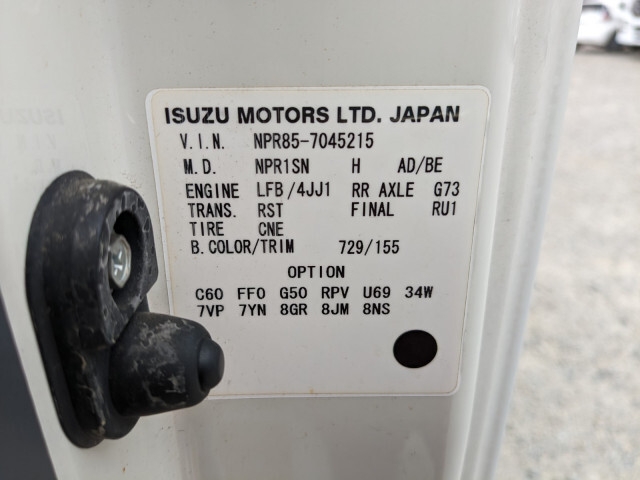 ISUZU MOTORS LTD. JAPAN
V.I.N. NPR85-7045215
M.D. NPR1SN H AD/BE
ENGINE LFB/4JJ1 RR AXLE G73
TRANS. RST FINAL RU1
TIRE CNE
B.COLOR/TRIM 729/155
OPTION
C60 FF0 G50 RPV U69 34W
7VP 7YN 8GR 8JM 8NS